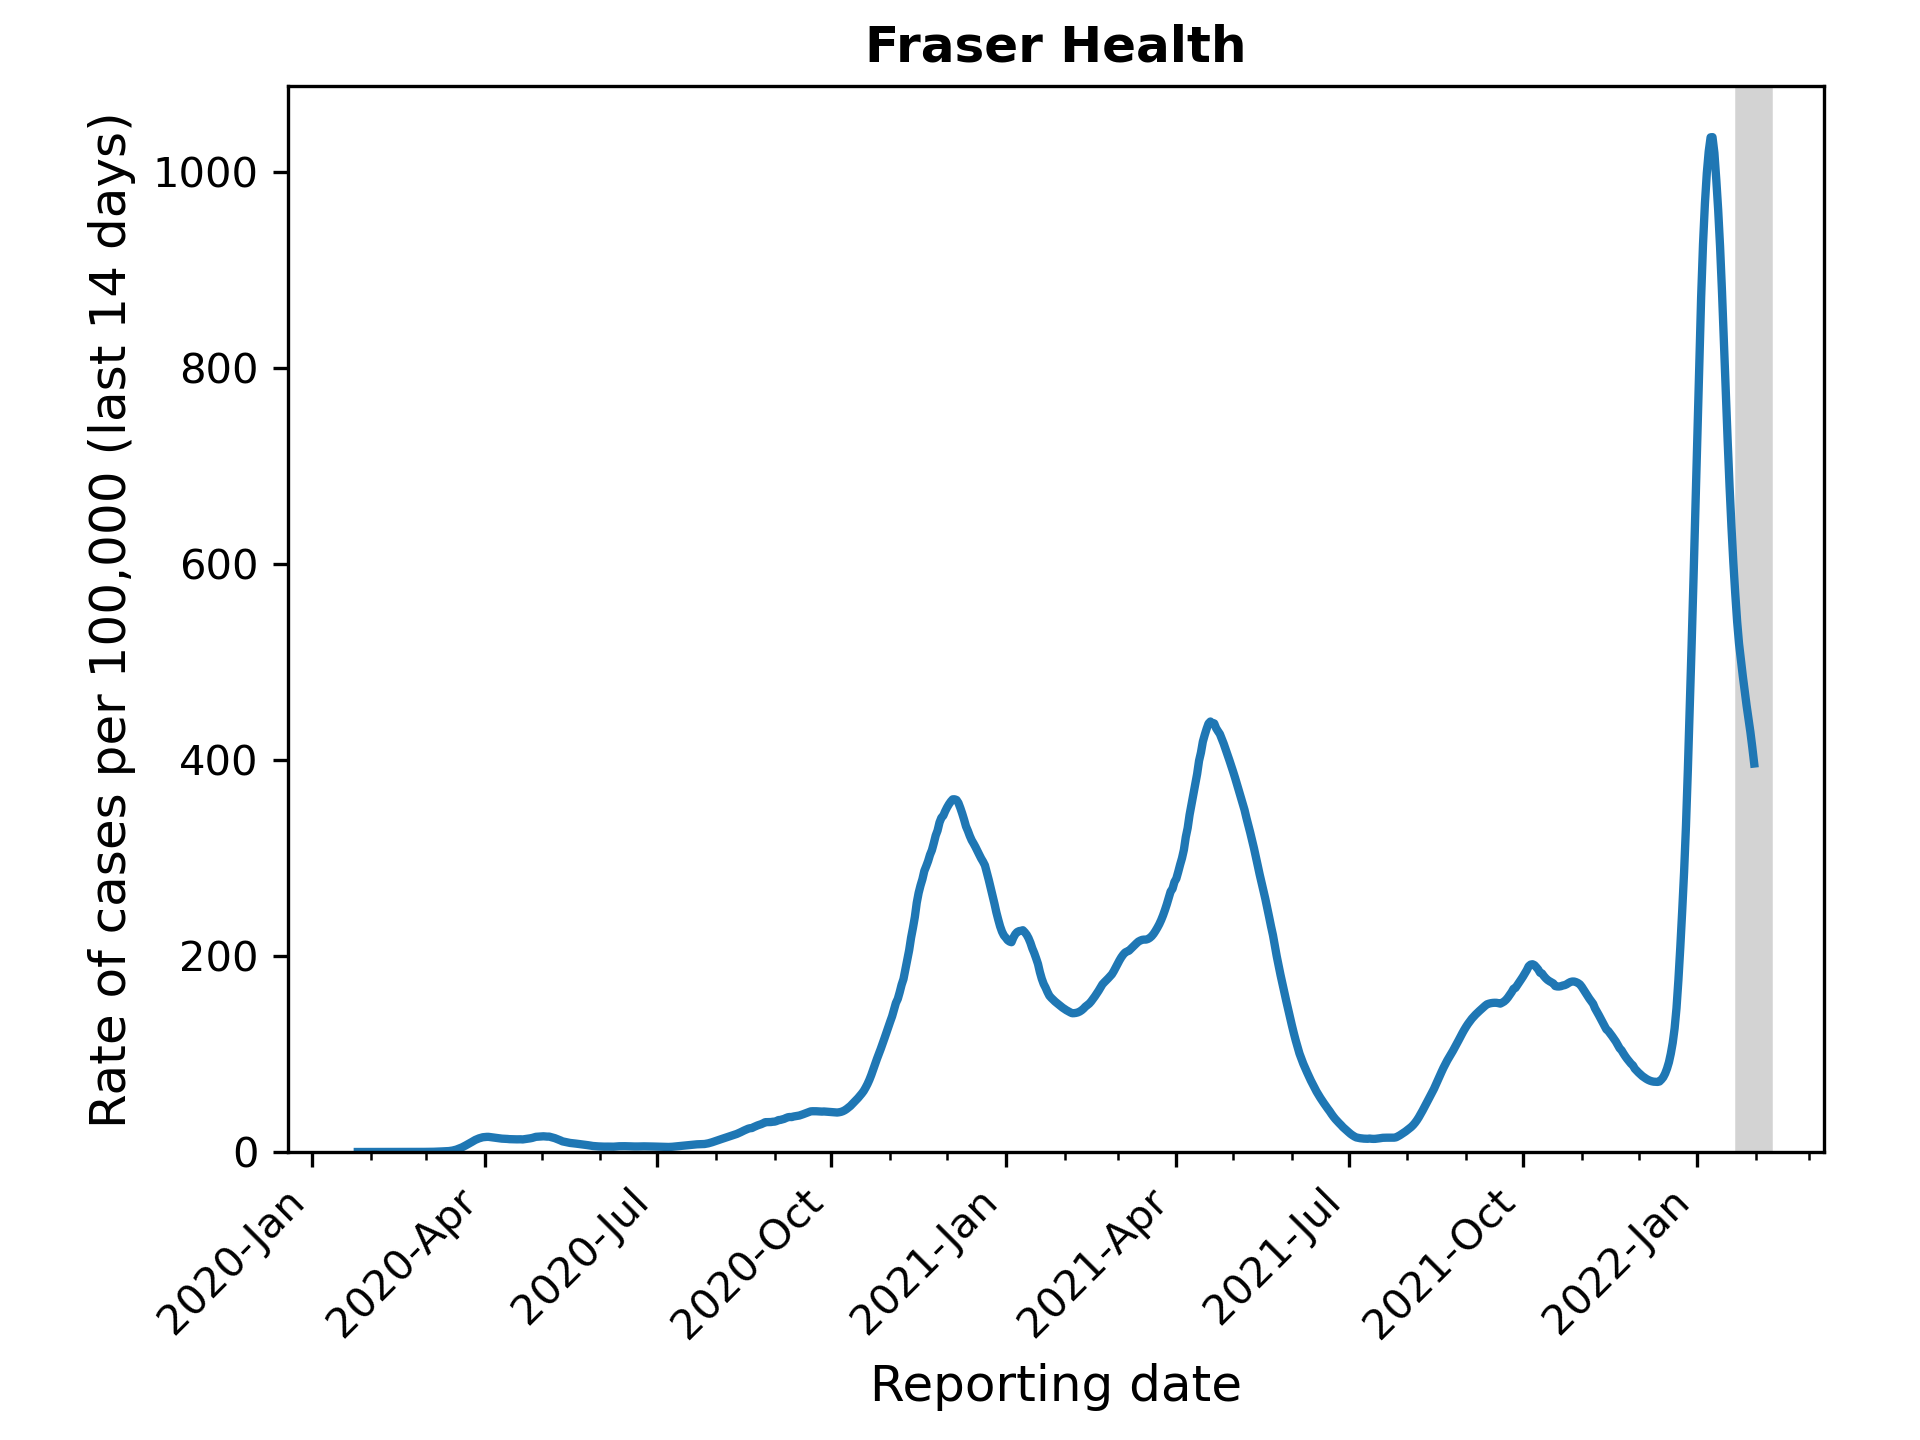 Fraser Health
Rate of cases per 100,000 (last 14 days)
1000
800
600
400
200
0
2020-Jan
2020-Apr
2020-Jul
2020-Oct
2021-Jan
2021-Apr
2021-Jul
2021-Oct
2022-Jan
Reporting date